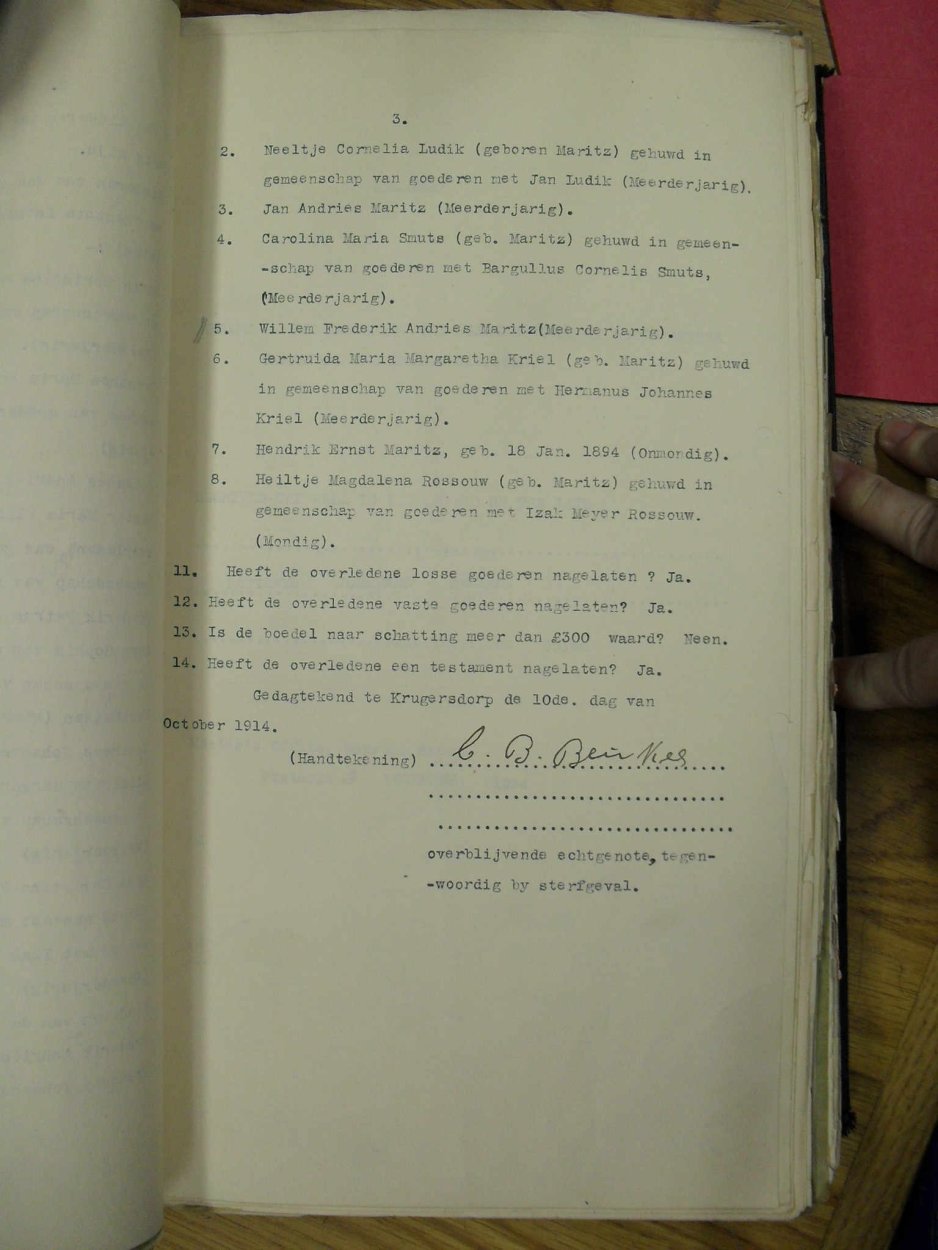 3.
2. Neeltje Cornelia Ludik (geboren Maritz) gehuwd in
gemeenschap van goederen met Jan Ludik (Meerderjarig).
3. Jan Andries Maritz (Meerderjarig).
4. Carolina Maria Smuts (geb. Maritz) gehuwd in gemeen-
-schap van goederen met Bargullus Cornelis Smuts,
(Meerderjarig).
5. Willem Frederik Andries Maritz(Meerderjarig).
6. Gertruida Maria Margaretha Kriel (geb. Maritz) gehuwd
in gemeenschap van goederen met Hermanus Johannes
Kriel (Meerderjarig).
7. Hendrik Ernst Maritz, geb. 18 Jan. 1894 (Onmondig).
8. Heiltje Magdalena Rossouw (geb. Maritz) gehuwd in
gemeenschap van goederen met Izak Meyer Rossouw.
(Mondig).
11. Heeft de overledene losse goederen nagelaten ? Ja.
12. Heeft de overledene vaste goederen nagelaten? Ja.
13. Is de boedel naar schatting meer dan £300 waard? Neen.
14. Heeft de overledene een testament nagelaten? Ja.
Gedagtekend te Krugersdorp de 10de. dag van
October 1914.
(Handtekening) C. B. Beukes
overblijvende echtgenote, tegen-
-woordig by sterfgeval.